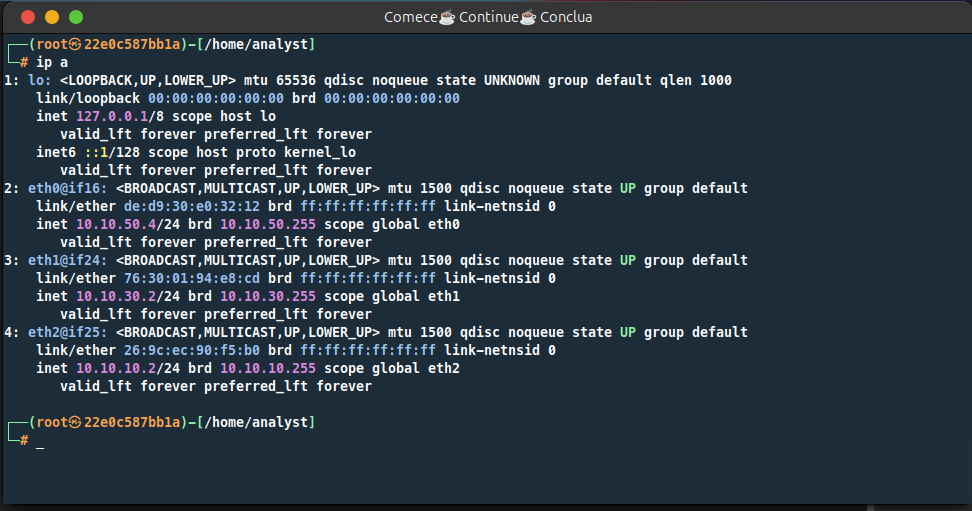 Comece☕ Continue☕ Conclua
┌──(root㉿22e0c587bb1a)-[/home/analyst]
└─# ip a
1: lo: <LOOPBACK,UP,LOWER_UP> mtu 65536 qdisc noqueue state UNKNOWN group default qlen 1000
    link/loopback 00:00:00:00:00:00 brd 00:00:00:00:00:00
    inet 127.0.0.1/8 scope host lo
       valid_lft forever preferred_lft forever
    inet6 ::1/128 scope host proto kernel_lo
       valid_lft forever preferred_lft forever
2: eth0@if16: <BROADCAST,MULTICAST,UP,LOWER_UP> mtu 1500 qdisc noqueue state UP group default
    link/ether de:d9:30:e0:32:12 brd ff:ff:ff:ff:ff:ff link-netnsid 0
    inet 10.10.50.4/24 brd 10.10.50.255 scope global eth0
       valid_lft forever preferred_lft forever
3: eth1@if24: <BROADCAST,MULTICAST,UP,LOWER_UP> mtu 1500 qdisc noqueue state UP group default
    link/ether 76:30:01:94:e8:cd brd ff:ff:ff:ff:ff:ff link-netnsid 0
    inet 10.10.30.2/24 brd 10.10.30.255 scope global eth1
       valid_lft forever preferred_lft forever
4: eth2@if25: <BROADCAST,MULTICAST,UP,LOWER_UP> mtu 1500 qdisc noqueue state UP group default
    link/ether 26:9c:ec:90:f5:b0 brd ff:ff:ff:ff:ff:ff link-netnsid 0
    inet 10.10.10.2/24 brd 10.10.10.255 scope global eth2
       valid_lft forever preferred_lft forever
┌──(root㉿22e0c587bb1a)-[/home/analyst]
└─# _